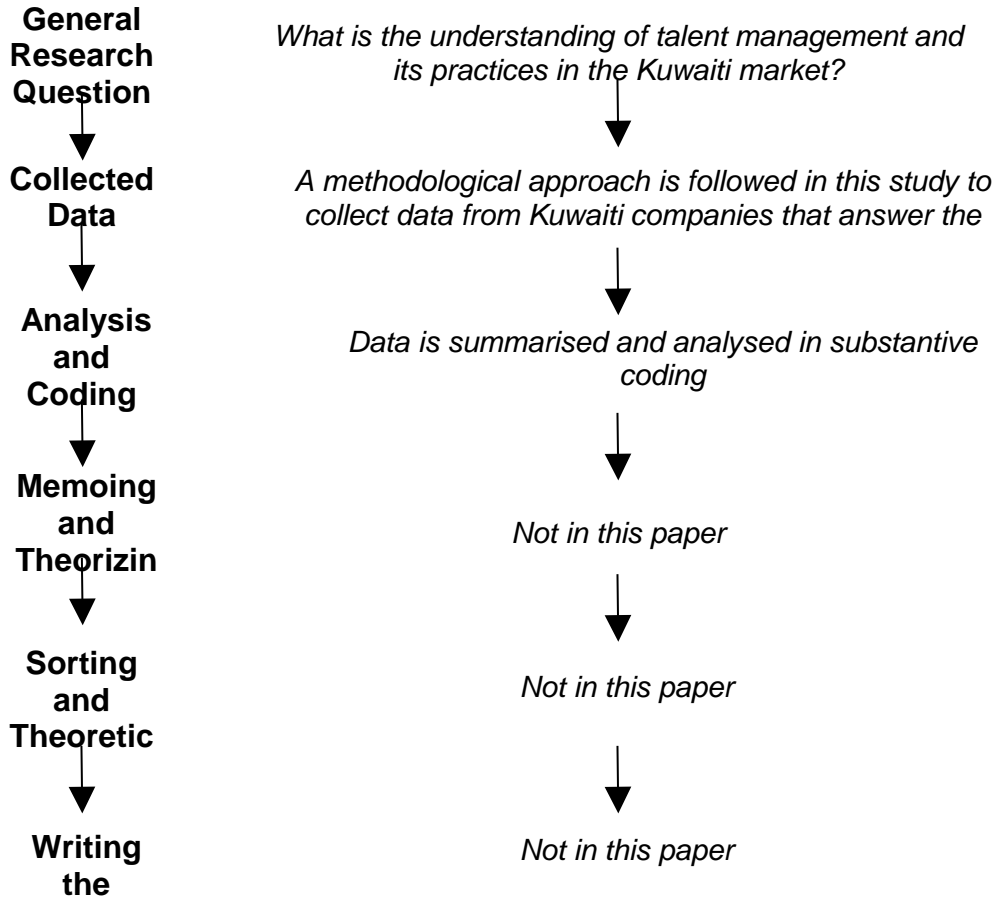 General
Research
Question
What is the understanding of talent management and
its practices in the Kuwaiti market?
Collected
Data
A methodological approach is followed in this study to
collect data from Kuwaiti companies that answer the
Analysis
and
Coding
Data is summarised and analysed in substantive
coding
Memoing
and
Theorizin
Not in this paper
Sorting
and
Theoretic
Not in this paper
Writing
the
Not in this paper